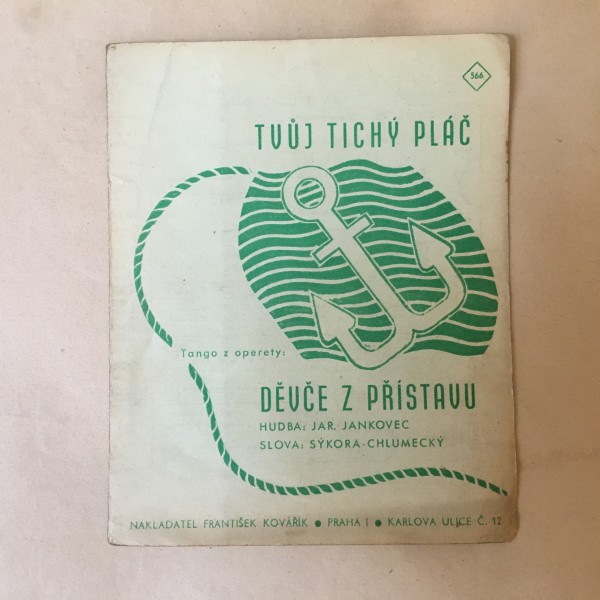 566
TVŮJ TICHÝ PLÁČ
Tango z operety:
DĚVČE Z PŘÍSTAVU
HUDBA: JAR. JANKOVEC
SLOVA: SÝKORA-CHLUMECKÝ
NAKLADATEL FRANTIŠEK KOVÁŘÍK ● PRAHA I ● KARLOVA ULICE Č. 12